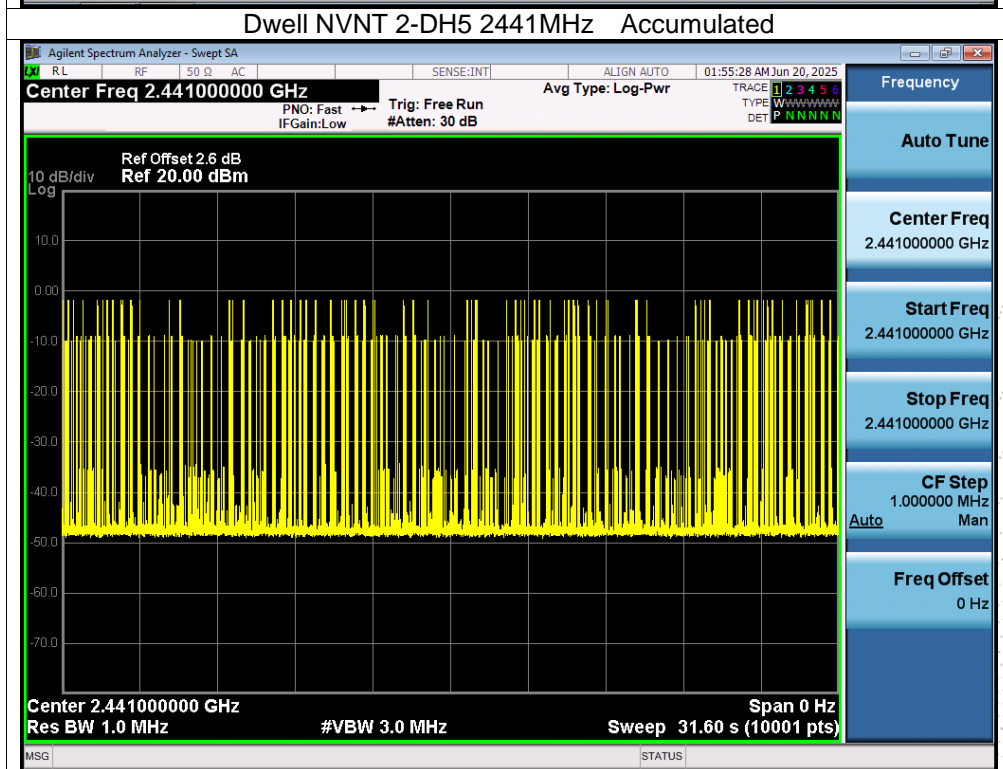 Dwell NVNT 2-DH5 2441MHz Accumulated
Agilent Spectrum Analyzer - Swept SA
LXI RL RF 50 Ω AC SENSE:INT ALIGN AUTO 01:55:28 AM Jun 20, 2025
Center Freq 2.441000000 GHz
PNO: Fast
IFGain:Low
Trig: Free Run
#Atten: 30 dB
Avg Type: Log-Pwr
TRACE 1 2 3 4 5 6
TYPE WWWWWW
DET P N N N N N
Ref Offset 2.6 dB
10 dB/div Ref 20.00 dBm
Log
10.0
0.00
-10.0
-20.0
-30.0
-40.0
-50.0
-60.0
-70.0
Center 2.441000000 GHz Span 0 Hz
Res BW 1.0 MHz #VBW 3.0 MHz Sweep 31.60 s (10001 pts)
MSG STATUS
Frequency
Auto Tune
Center Freq
2.441000000 GHz
Start Freq
2.441000000 GHz
Stop Freq
2.441000000 GHz
CF Step
1.000000 MHz
Auto Man
Freq Offset
0 Hz